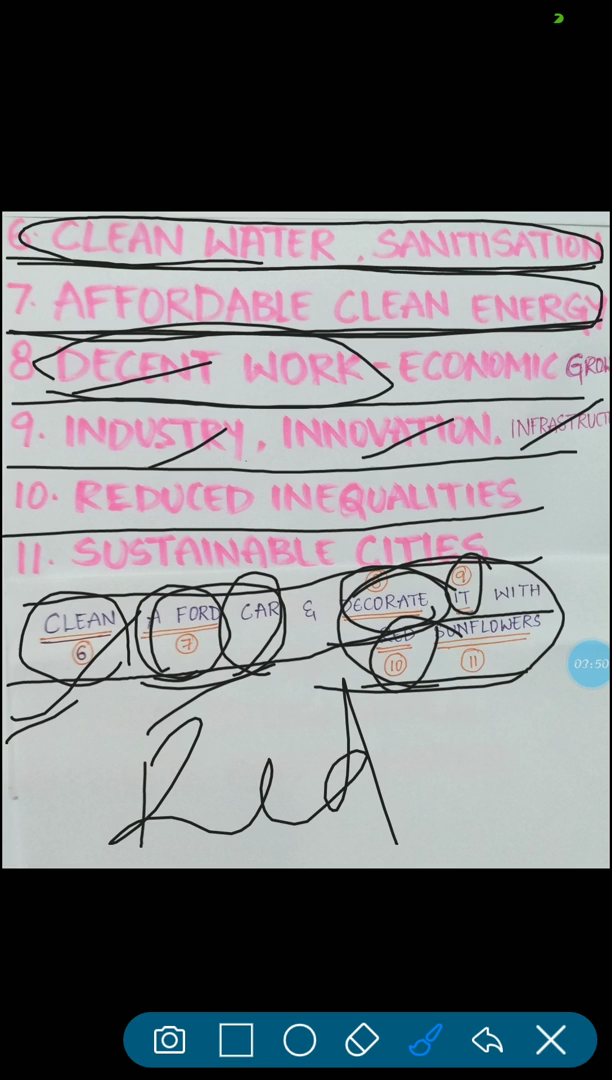 6. CLEAN WATER, SANITISATION
7. AFFORDABLE CLEAN ENERGY
8. DECENT WORK - ECONOMIC GROW
9. INDUSTRY, INNOVATION. INFRASTRUCT
10. REDUCED INEQUALITIES
11. SUSTAINABLE CITIES
8 9
CLEAN A FORD CAR & DECORATE, IT WITH
6 7
RED SUNFLOWERS
10 11
03:50
Red